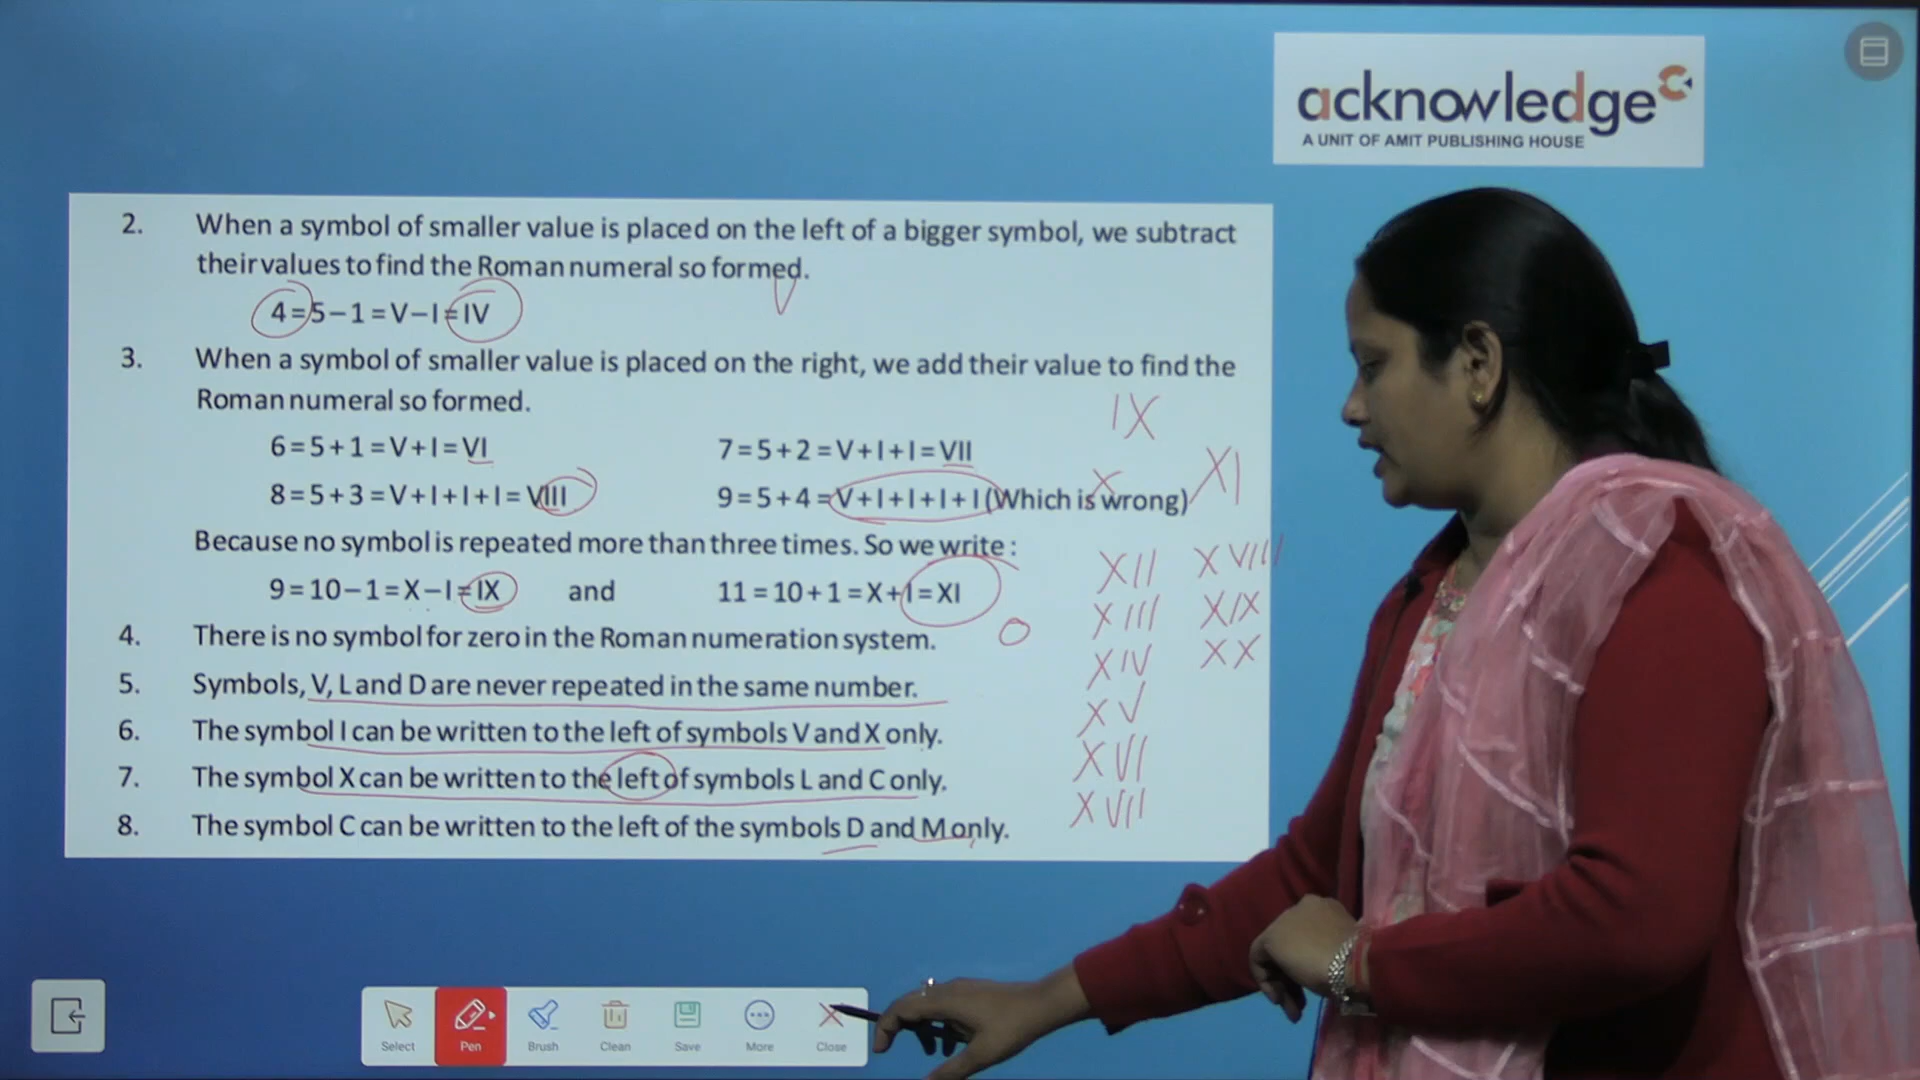 acknowledge
A UNIT OF AMIT PUBLISHING HOUSE
2. When a symbol of smaller value is placed on the left of a bigger symbol, we subtract
their values to find the Roman numeral so formed.
4=5−1=V−I=IV
V
3. When a symbol of smaller value is placed on the right, we add their value to find the
Roman numeral so formed.
IX
6=5+1=V+I=VI 7=5+2=V+I+I=VII
X XI
8=5+3=V+I+I+I=VIII 9=5+4=V+I+I+I+I (Which is wrong)
Because no symbol is repeated more than three times. So we write :
9=10−1=X−I=IX and 11=10+1=X+I=XI
0
4. There is no symbol for zero in the Roman numeration system.
5. Symbols, V, L and D are never repeated in the same number.
6. The symbol I can be written to the left of symbols V and X only.
7. The symbol X can be written to the left of symbols L and C only.
8. The symbol C can be written to the left of the symbols D and M only.
XII XVIII
XIII XIX
XIV XX
XV
XVI
XVII
Select Pen Brush Clean Save More Close